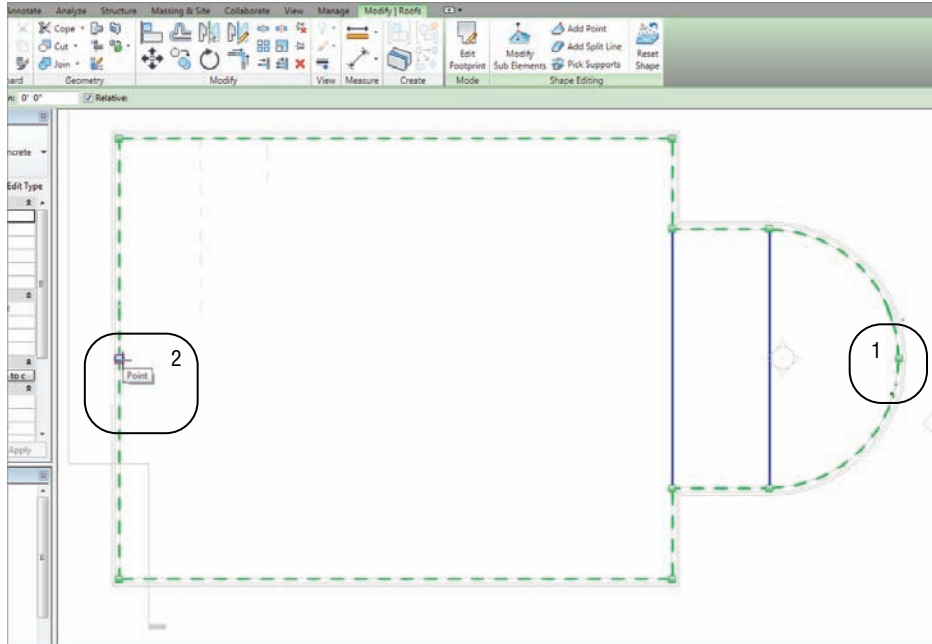 Annotate Analyze Structure Massing & Site Collaborate View Manage Modify | Roofs
Cope
Cut
Join
Edit Footprint
Modify Sub Elements
Add Point
Add Split Line
Pick Supports
Reset Shape
Geometry Modify View Measure Create Mode Shape Editing
0' 0" Relative:
Edit Type
Apply
Point
2
1